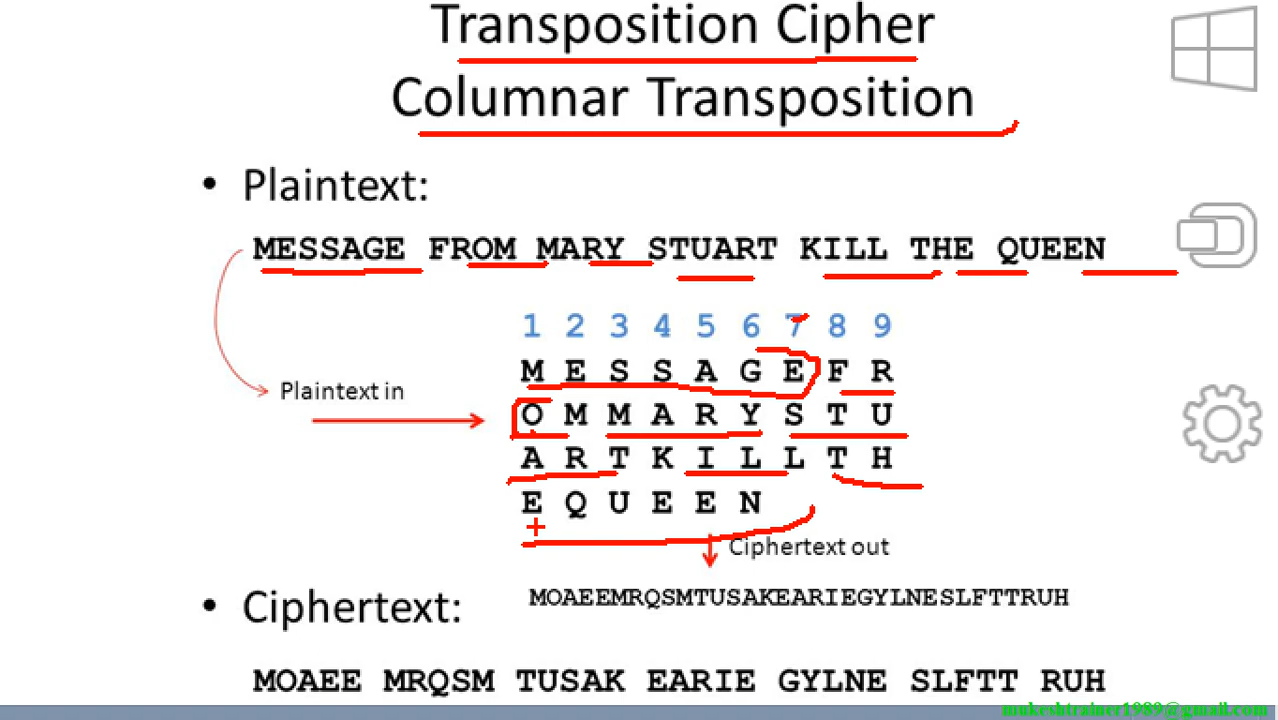 Transposition Cipher
Columnar Transposition
• Plaintext:
MESSAGE FROM MARY STUART KILL THE QUEEN
1 2 3 4 5 6 7 8 9
M E S S A G E F R
Plaintext in
O M M A R Y S T U
A R T K I L L T H
E Q U E E N
Ciphertext out
• Ciphertext:
MOAEEMRQSMTUSAKEARIEGYLNESLFTTRUH
MOAEE MRQSM TUSAK EARIE GYLNE SLFTT RUH
mukeshtrainer1989@gmail.com